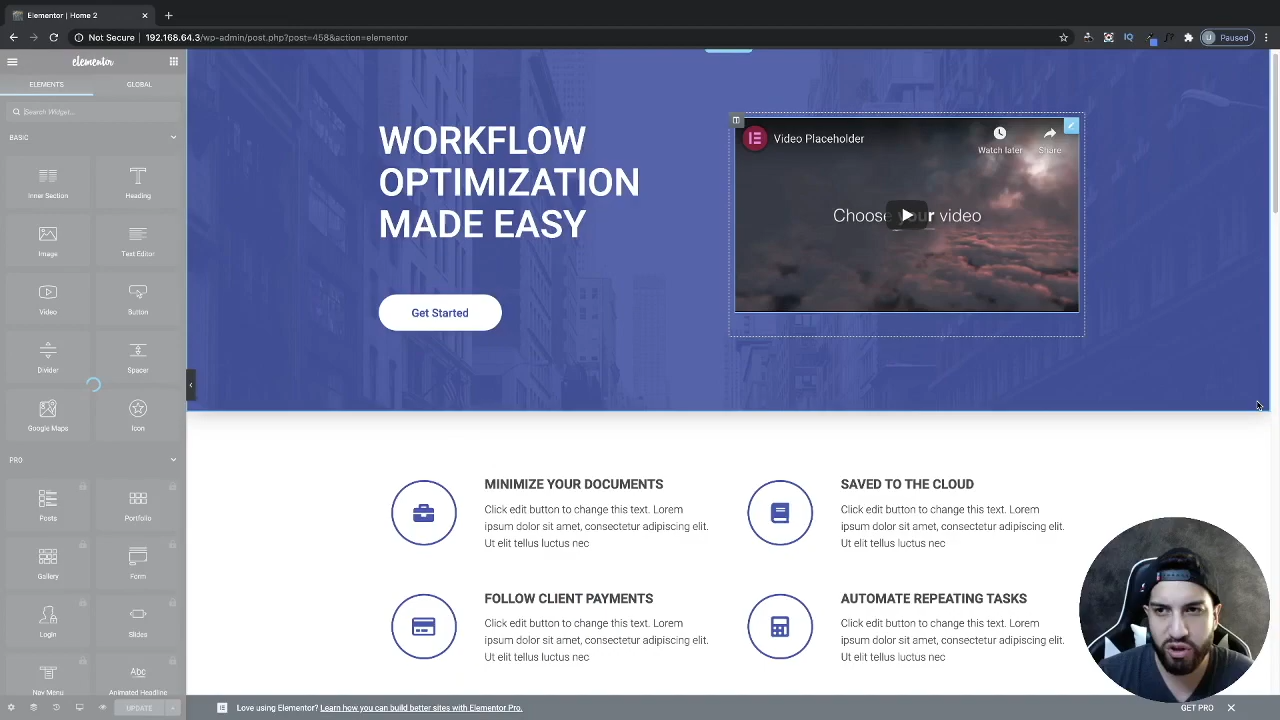 Elementor | Home 2
Not Secure
192.168.64.3/wp-admin/post.php?post=458&action=elementor
IQ
Paused
elementor
ELEMENTS
GLOBAL
Search Widget...
BASIC
Inner Section
Heading
Image
Text Editor
Video
Button
Divider
Spacer
Google Maps
Icon
PRO
Posts
Portfolio
Gallery
Form
Login
Slides
Abc
Nav Menu
Animated Headline
UPDATE
WORKFLOW
OPTIMIZATION
MADE EASY
Get Started
Video Placeholder
Watch later
Share
Choose your video
MINIMIZE YOUR DOCUMENTS
Click edit button to change this text. Lorem
ipsum dolor sit amet, consectetur adipiscing elit.
Ut elit tellus luctus nec
SAVED TO THE CLOUD
Click edit button to change this text. Lorem
ipsum dolor sit amet, consectetur adipiscing elit.
Ut elit tellus luctus nec
FOLLOW CLIENT PAYMENTS
Click edit button to change this text. Lorem
ipsum dolor sit amet, consectetur adipiscing elit.
Ut elit tellus luctus nec
AUTOMATE REPEATING TASKS
Click edit button to change this text. Lorem
ipsum dolor sit amet, consectetur adipiscing elit.
Ut elit tellus luctus nec
Love using Elementor? Learn how you can build better sites with Elementor Pro.
GET PRO